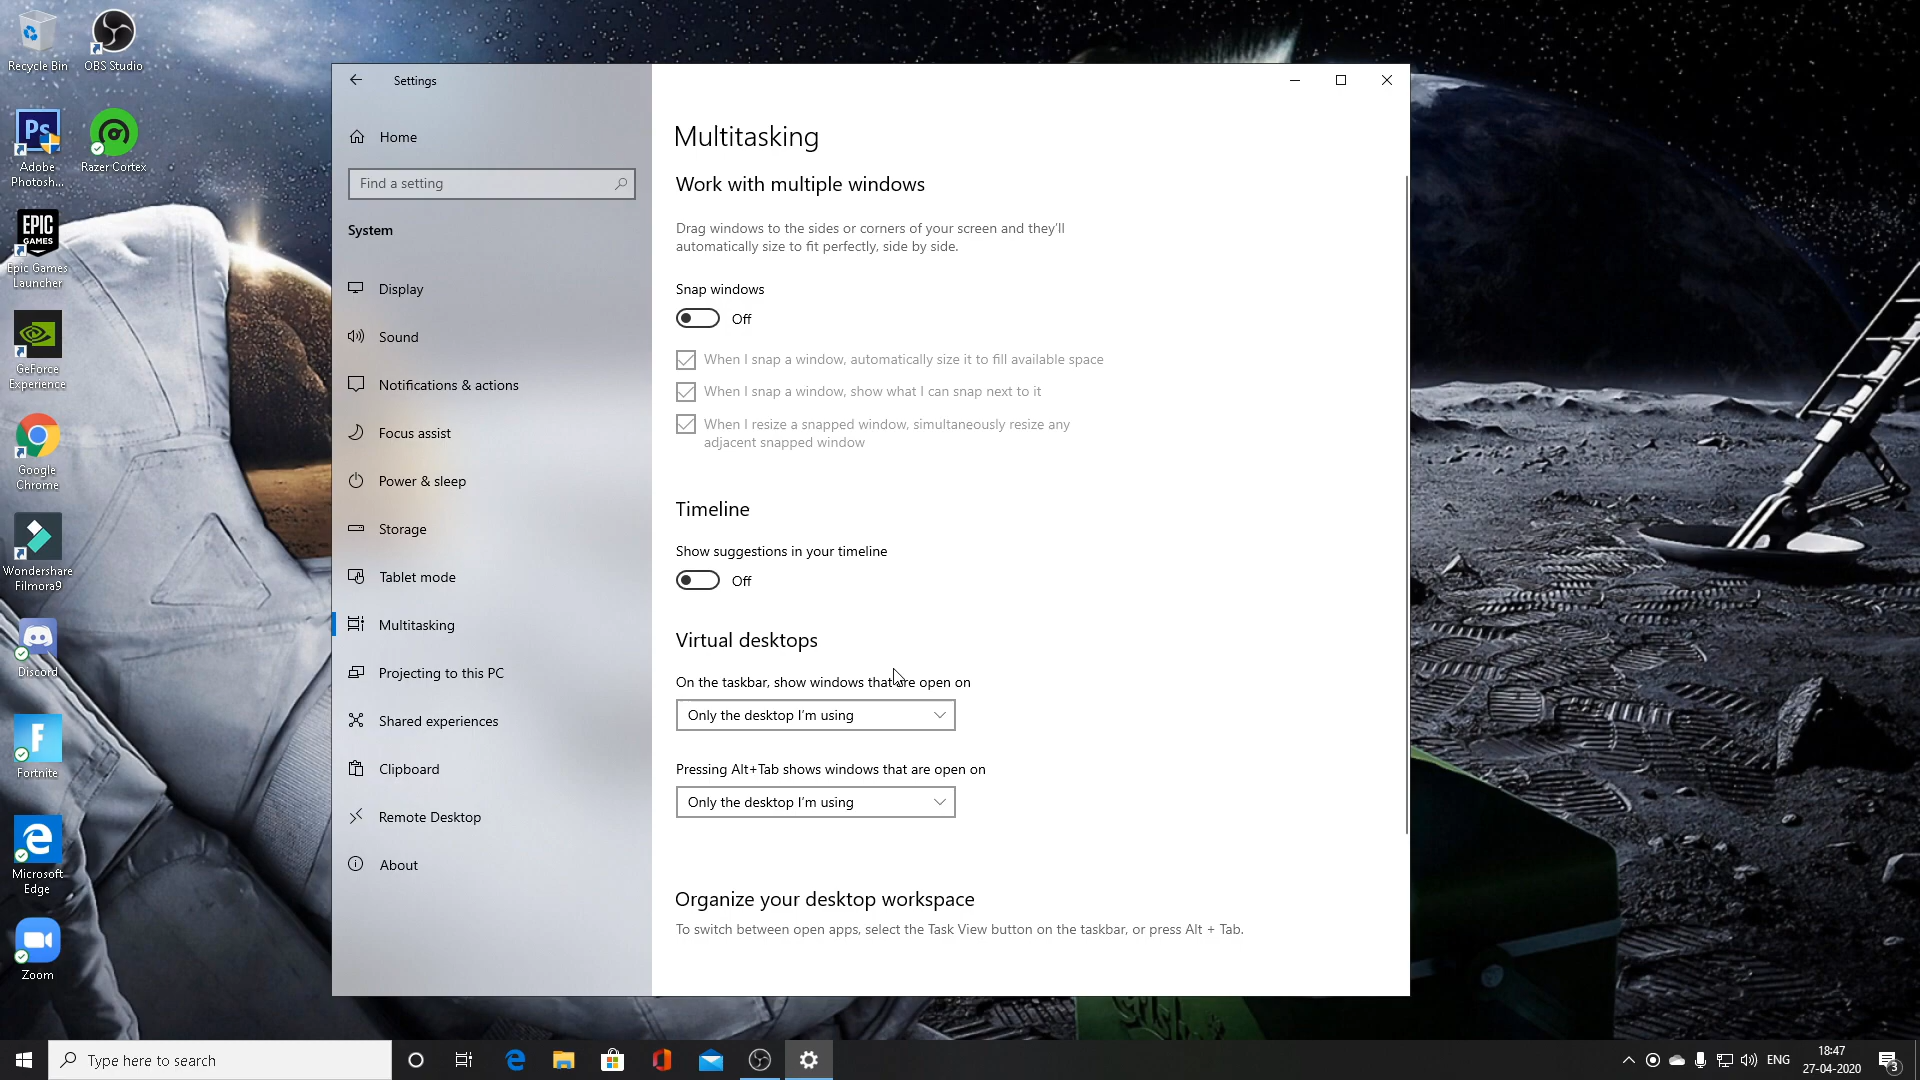 Recycle Bin
OBS Studio
Adobe
Photosh...
Razer Cortex
Ps
EPIC
GAMES
Epic Games
Launcher
GeForce
Experience
Google
Chrome
Wondershare
Filmora9
Discord
F
Fortnite
Microsoft
Edge
Zoom
Settings
Home
Find a setting
System
Display
Sound
Notifications & actions
Focus assist
Power & sleep
Storage
Tablet mode
Multitasking
Projecting to this PC
Shared experiences
Clipboard
Remote Desktop
About
Multitasking
Work with multiple windows
Drag windows to the sides or corners of your screen and they'll
automatically size to fit perfectly, side by side.
Snap windows
Off
When I snap a window, automatically size it to fill available space
When I snap a window, show what I can snap next to it
When I resize a snapped window, simultaneously resize any
adjacent snapped window
Timeline
Show suggestions in your timeline
Off
Virtual desktops
On the taskbar, show windows that are open on
Only the desktop I'm using
Pressing Alt+Tab shows windows that are open on
Only the desktop I'm using
Organize your desktop workspace
To switch between open apps, select the Task View button on the taskbar, or press Alt + Tab.
Type here to search
ENG
18:47
27-04-2020
3